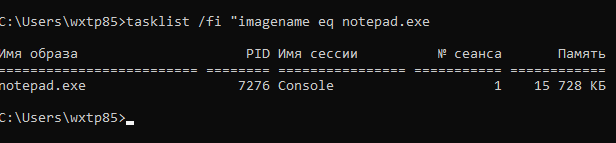 C:\Users\wxtp85>tasklist /fi "imagename eq notepad.exe
Имя образа                     PID Имя сессии          № сеанса       Память
========================= ======== ================ =========== ============
notepad.exe                   7276 Console                    1    15 728 КБ
C:\Users\wxtp85>